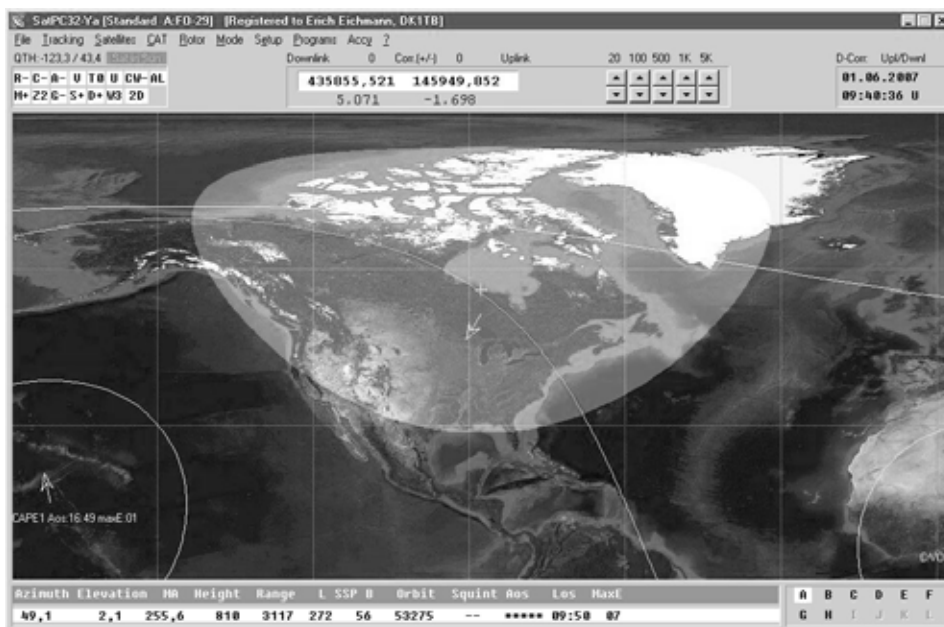 SatPC32-Ya [Standard A:FO-29] [Registered to Erich Eichmann, DK1TB]
File Tracking Satellites CAT Rotor Mode Setup Programs Accy ?
QTH:-123,3 / 43,4 Downlink 0 Corr.(+/-) 0 Uplink 20 100 500 1K 5K D-Corr. Upl/Dwnl
R- C- A- V T0 U CW-AL 435855,521 145949,852 01.06.2007
M+ Z2 G- S+ D+ W3 2D 5.071 -1.698 09:40:36 U
CAPE1 Aos:16:49 maxE:01
Azimuth Elevation MA Height Range L SSP B Orbit Squint Aos Los MaxE A B C D E F
49,1 2,1 255,6 810 3117 272 56 53275 -- ***** 09:50 07 G H I J K L